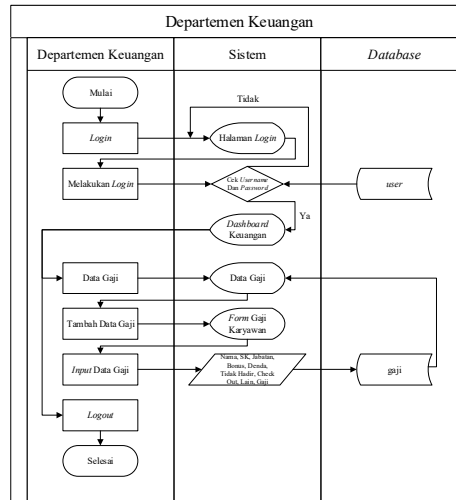 Departemen Keuangan
Departemen Keuangan
Sistem
Database
Mulai
Tidak
Login
Halaman Login
Melakukan Login
Cek Username
Dan Password
user
Ya
Dashboard
Keuangan
Data Gaji
Data Gaji
Tambah Data Gaji
Form Gaji
Karyawan
Input Data Gaji
Nama, SK, Jabatan,
Bonus, Denda,
Tidak Hadir, Check
Out, Lain, Gaji
gaji
Logout
Selesai